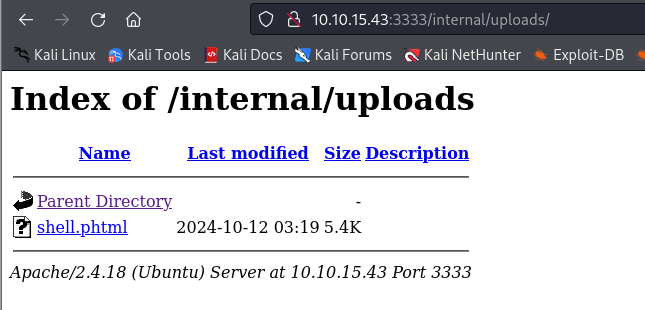 10.10.15.43:3333/internal/uploads/
Kali Linux Kali Tools Kali Docs Kali Forums Kali NetHunter Exploit-DB
Index of /internal/uploads
Name Last modified Size Description
Parent Directory -
shell.phtml 2024-10-12 03:19 5.4K
Apache/2.4.18 (Ubuntu) Server at 10.10.15.43 Port 3333